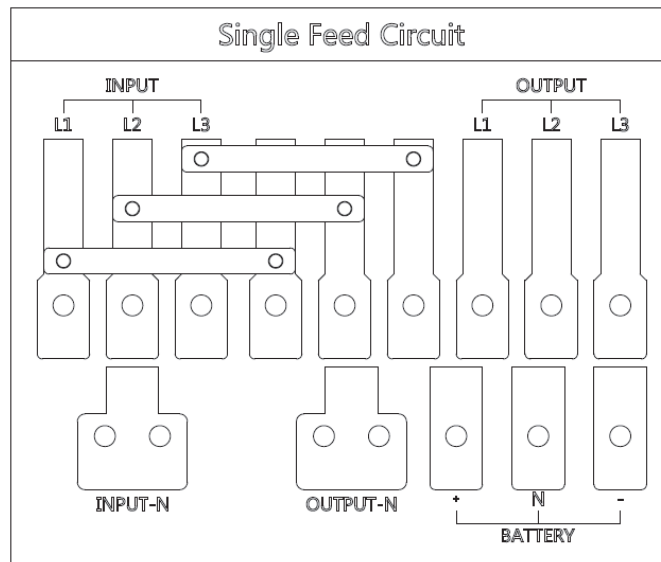 Single Feed Circuit
INPUT OUTPUT
L1 L2 L3 L1 L2 L3
INPUT-N OUTPUT-N + N -
BATTERY